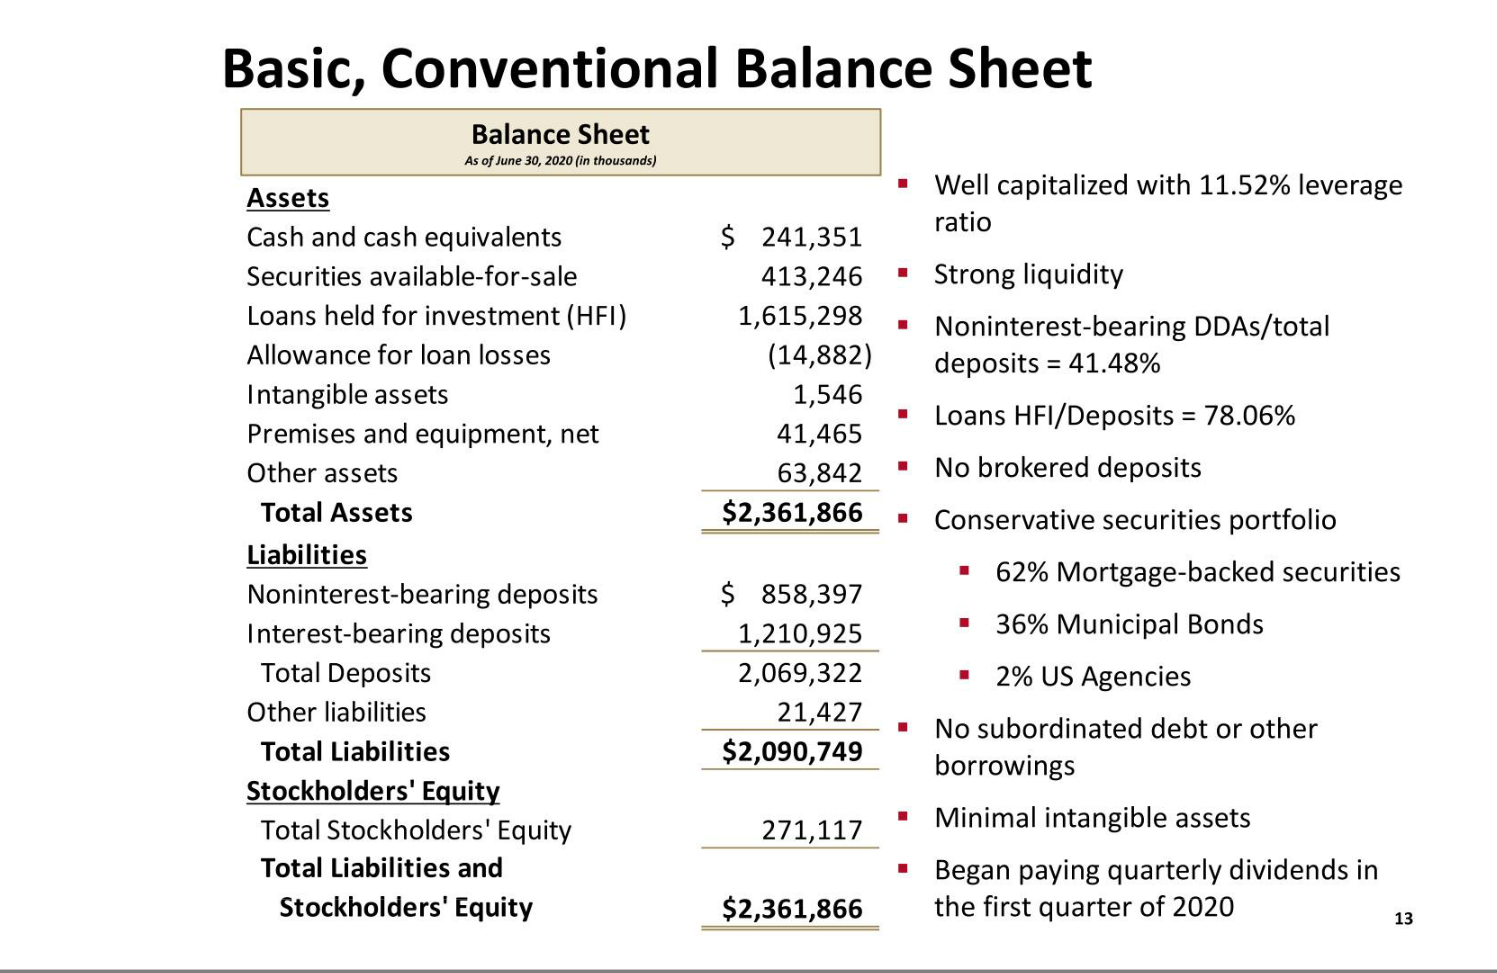 Basic, Conventional Balance Sheet
Balance Sheet
As of June 30, 2020 (in thousands)
Assets
Cash and cash equivalents $ 241,351
Securities available-for-sale 413,246
Loans held for investment (HFI) 1,615,298
Allowance for loan losses (14,882)
Intangible assets 1,546
Premises and equipment, net 41,465
Other assets 63,842
Total Assets $2,361,866
Liabilities
Noninterest-bearing deposits $ 858,397
Interest-bearing deposits 1,210,925
Total Deposits 2,069,322
Other liabilities 21,427
Total Liabilities $2,090,749
Stockholders' Equity
Total Stockholders' Equity 271,117
Total Liabilities and
Stockholders' Equity $2,361,866
▪ Well capitalized with 11.52% leverage
ratio
▪ Strong liquidity
▪ Noninterest-bearing DDAs/total
deposits = 41.48%
▪ Loans HFI/Deposits = 78.06%
▪ No brokered deposits
▪ Conservative securities portfolio
▪ 62% Mortgage-backed securities
▪ 36% Municipal Bonds
▪ 2% US Agencies
▪ No subordinated debt or other
borrowings
▪ Minimal intangible assets
▪ Began paying quarterly dividends in
the first quarter of 2020
13